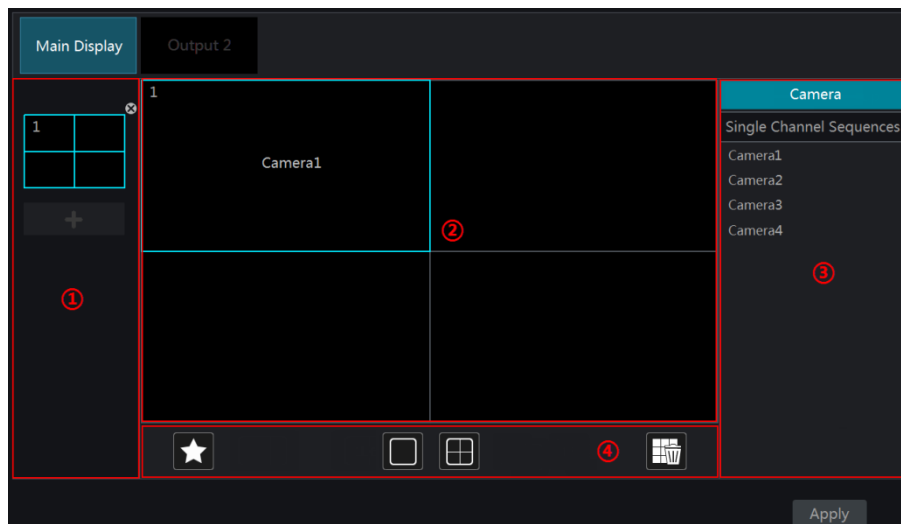 Main Display
Output 2
1
1
Camera1
Camera
Single Channel Sequences
Camera1
Camera2
Camera3
Camera4
①
②
③
④
Apply